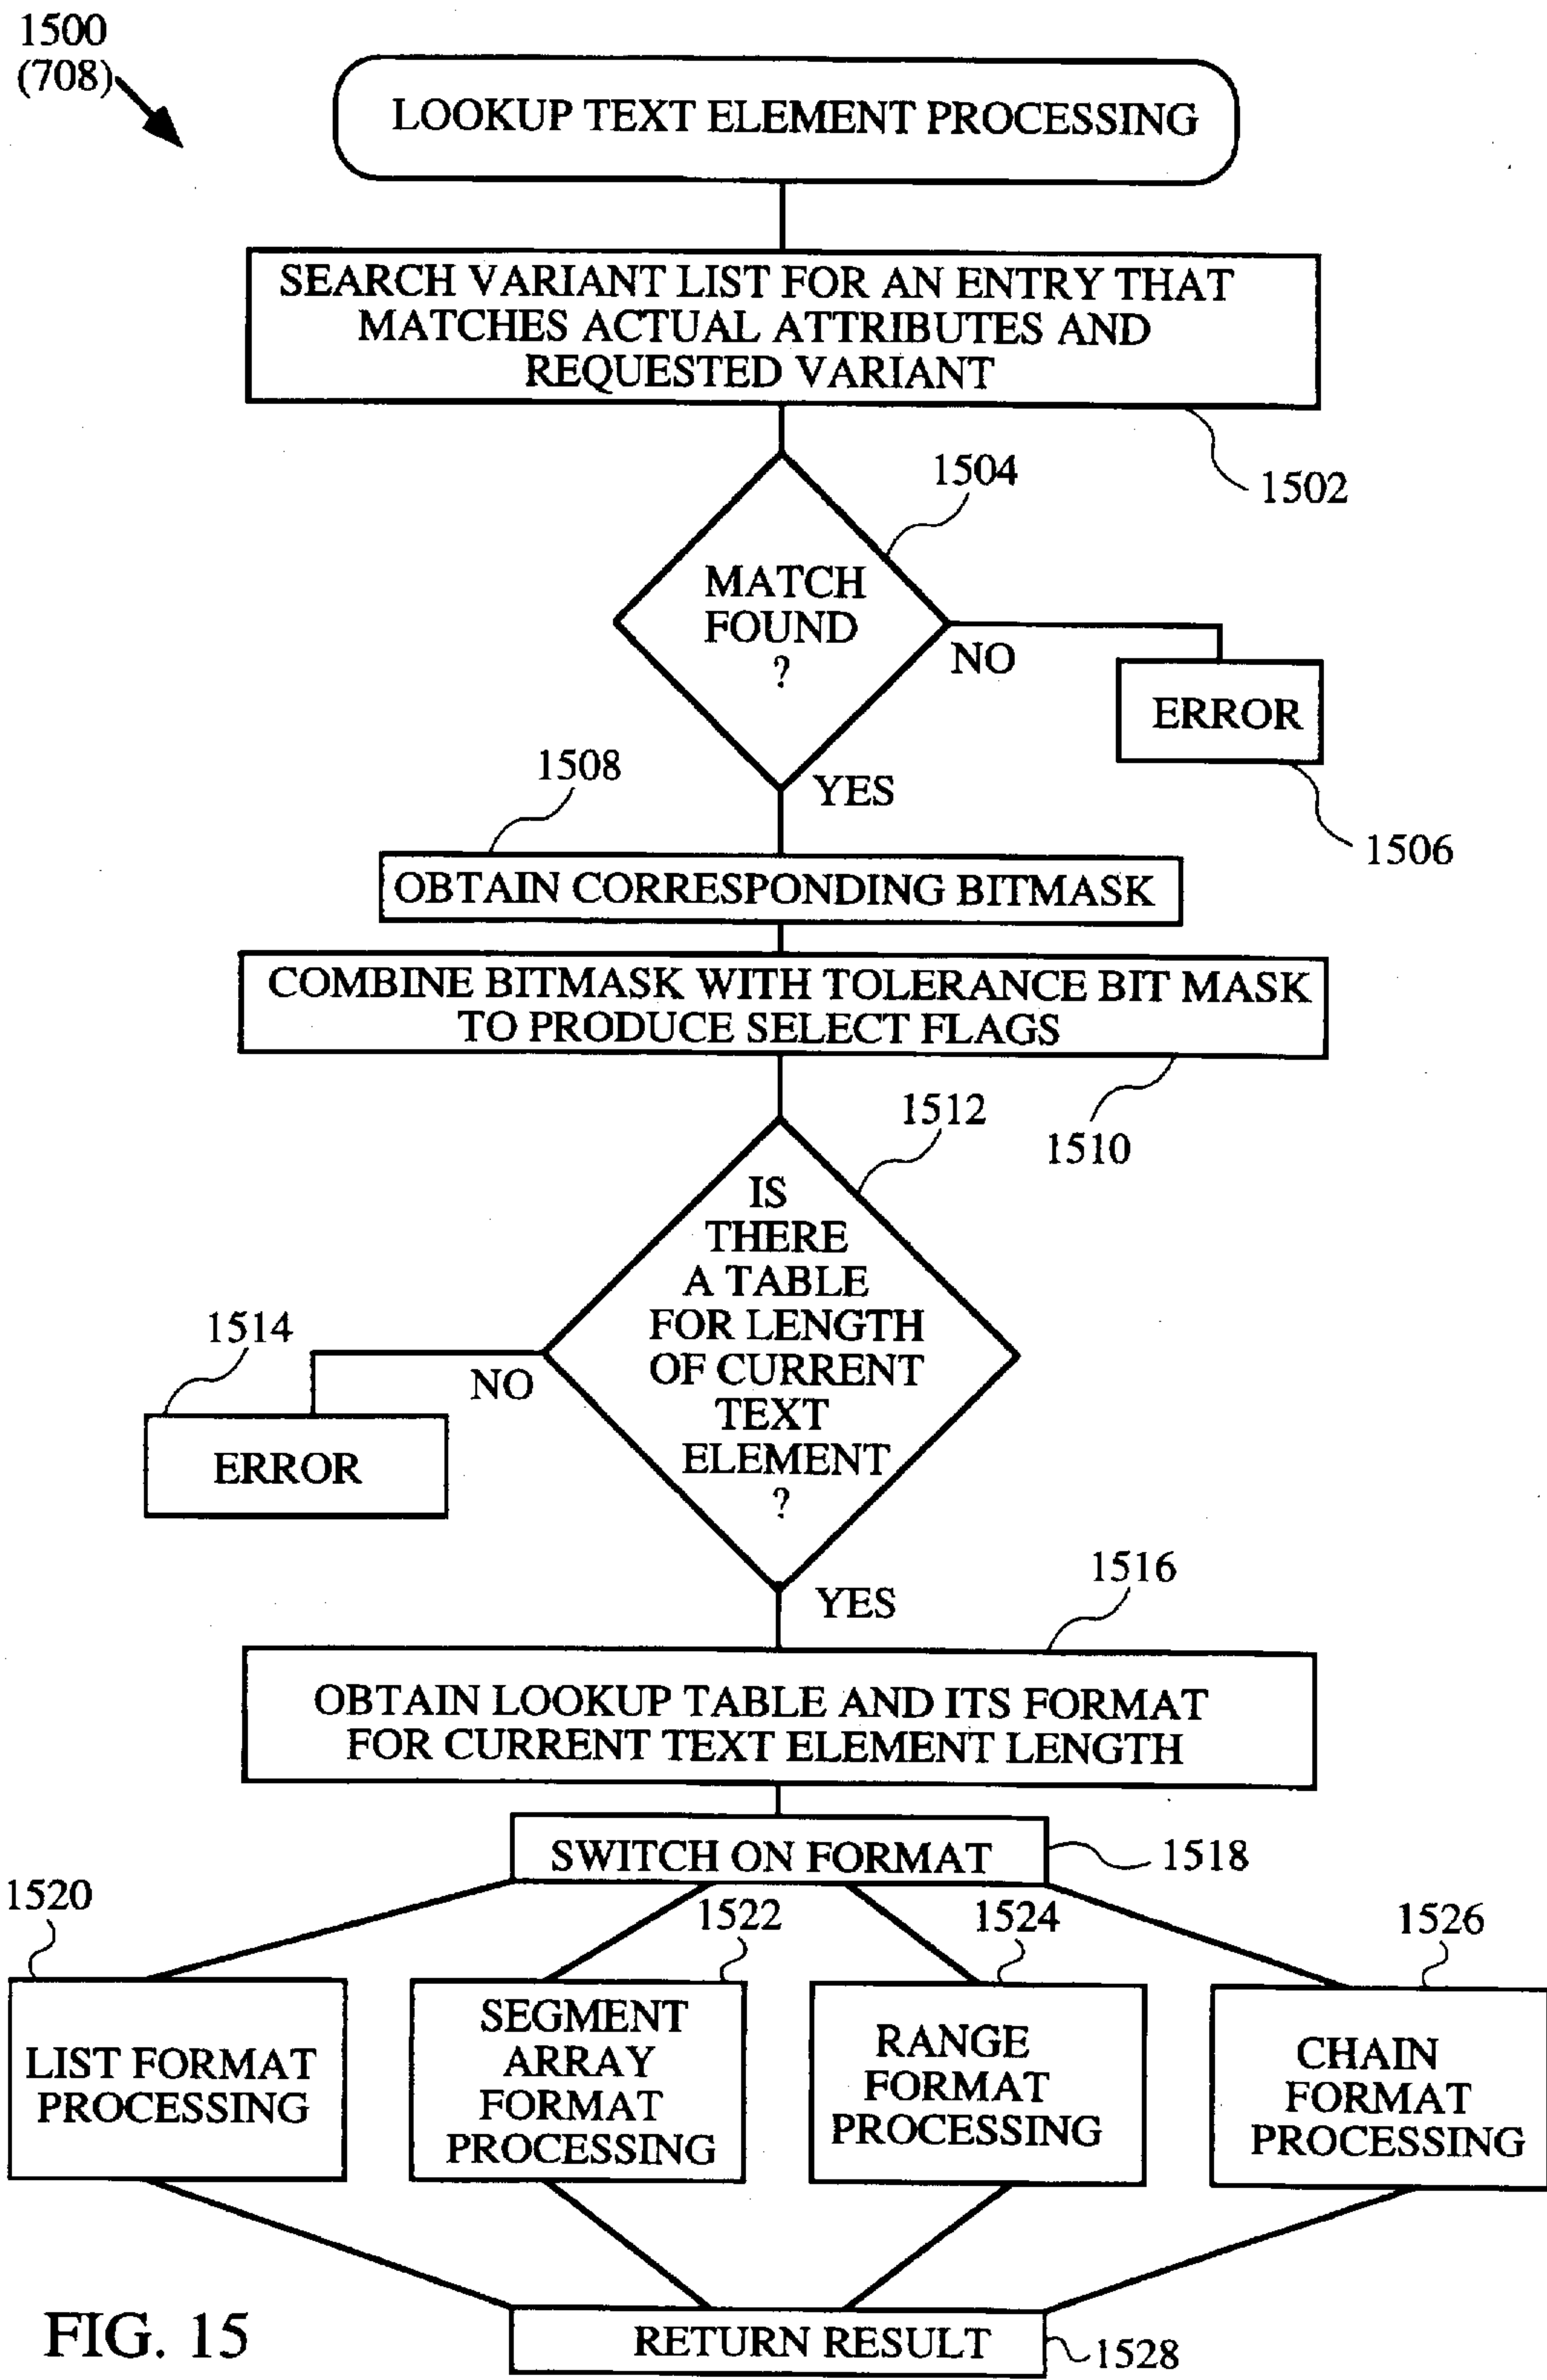 1500
(708)
LOOKUP TEXT ELEMENT PROCESSING
SEARCH VARIANT LIST FOR AN ENTRY THAT
MATCHES ACTUAL ATTRIBUTES AND
REQUESTED VARIANT
1502
1504
MATCH
FOUND
?
NO
ERROR
1506
YES
1508
OBTAIN CORRESPONDING BITMASK
COMBINE BITMASK WITH TOLERANCE BIT MASK
TO PRODUCE SELECT FLAGS
1510
1512
IS
THERE
A TABLE
FOR LENGTH
OF CURRENT
TEXT
ELEMENT
?
NO
1514
ERROR
YES
1516
OBTAIN LOOKUP TABLE AND ITS FORMAT
FOR CURRENT TEXT ELEMENT LENGTH
SWITCH ON FORMAT
1518
1520
LIST FORMAT
PROCESSING
1522
SEGMENT
ARRAY
FORMAT
PROCESSING
1524
RANGE
FORMAT
PROCESSING
1526
CHAIN
FORMAT
PROCESSING
RETURN RESULT
1528
FIG. 15